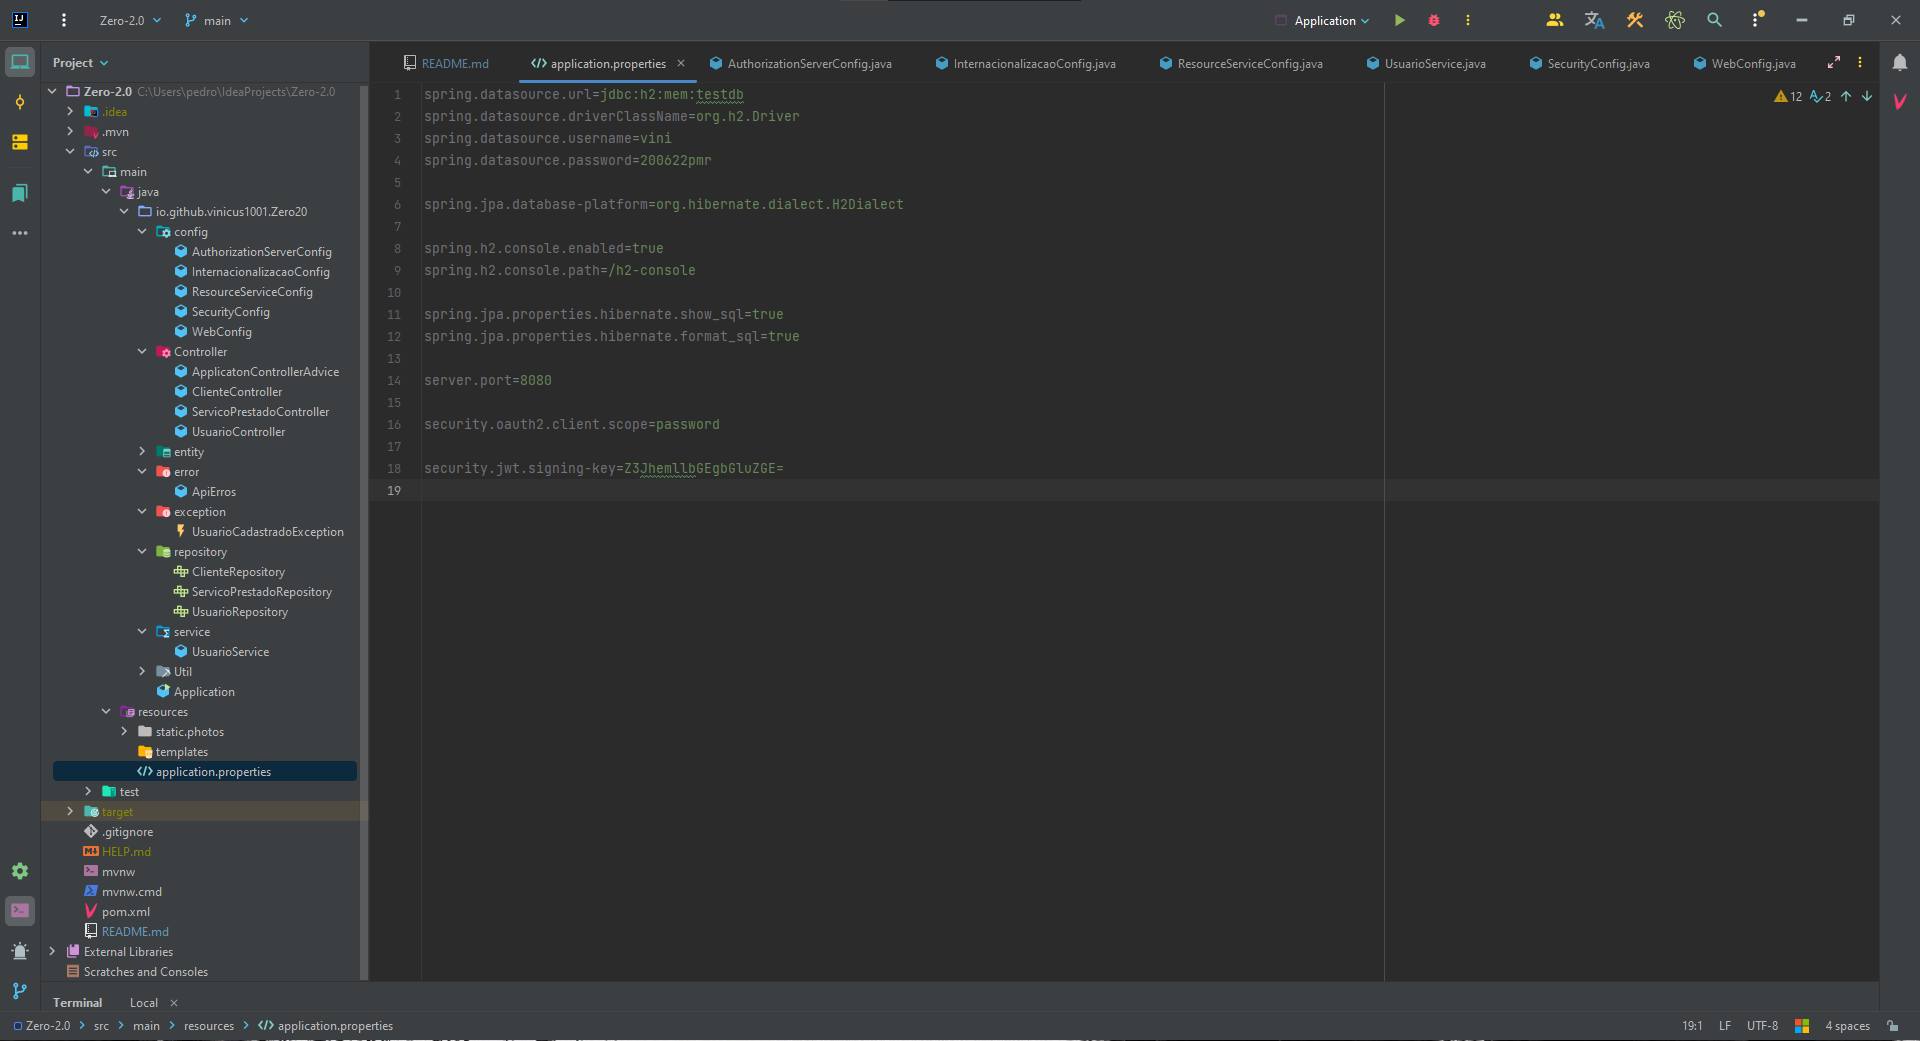 Zero-2.0
main
Application
Project
README.md
application.properties
AuthorizationServerConfig.java
InternacionalizacaoConfig.java
ResourceServiceConfig.java
UsuarioService.java
SecurityConfig.java
WebConfig.java
Zero-2.0 C:\Users\pedro\IdeaProjects\Zero-2.0
.idea
.mvn
src
main
java
io.github.vinicus1001.Zero20
config
AuthorizationServerConfig
InternacionalizacaoConfig
ResourceServiceConfig
SecurityConfig
WebConfig
Controller
ApplicatonControllerAdvice
ClienteController
ServicoPrestadoController
UsuarioController
entity
error
ApiErros
exception
UsuarioCadastradoException
repository
ClienteRepository
ServicoPrestadoRepository
UsuarioRepository
service
UsuarioService
Util
Application
resources
static.photos
templates
application.properties
test
target
.gitignore
HELP.md
mvnw
mvnw.cmd
pom.xml
README.md
External Libraries
Scratches and Consoles
1 spring.datasource.url=jdbc:h2:mem:testdb
2 spring.datasource.driverClassName=org.h2.Driver
3 spring.datasource.username=vini
4 spring.datasource.password=200622pmr
5
6 spring.jpa.database-platform=org.hibernate.dialect.H2Dialect
7
8 spring.h2.console.enabled=true
9 spring.h2.console.path=/h2-console
10
11 spring.jpa.properties.hibernate.show_sql=true
12 spring.jpa.properties.hibernate.format_sql=true
13
14 server.port=8080
15
16 security.oauth2.client.scope=password
17
18 security.jwt.signing-key=Z3JhemllbGEgbGluZGE=
19
12 2
Terminal Local
Zero-2.0 > src > main > resources > application.properties
19:1 LF UTF-8 4 spaces